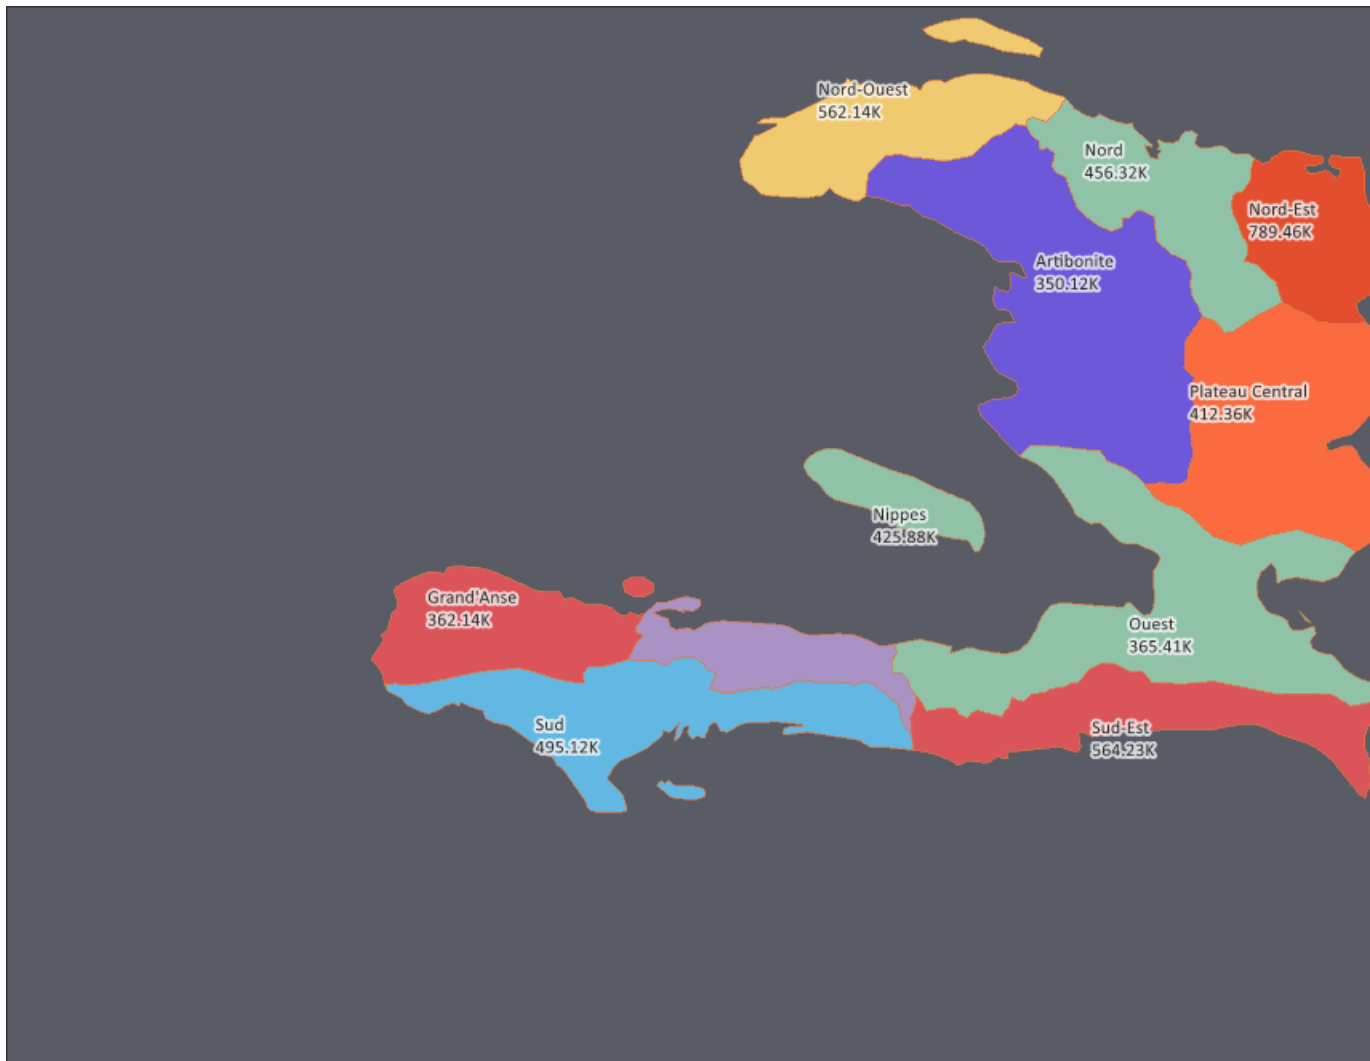 Nord-Ouest
562.14K
Nord
456.32K
Nord-Est
789.46K
Artibonite
350.12K
Plateau Central
412.36K
Nippes
425.88K
Grand'Anse
362.14K
Ouest
365.41K
Sud
495.12K
Sud-Est
564.23K